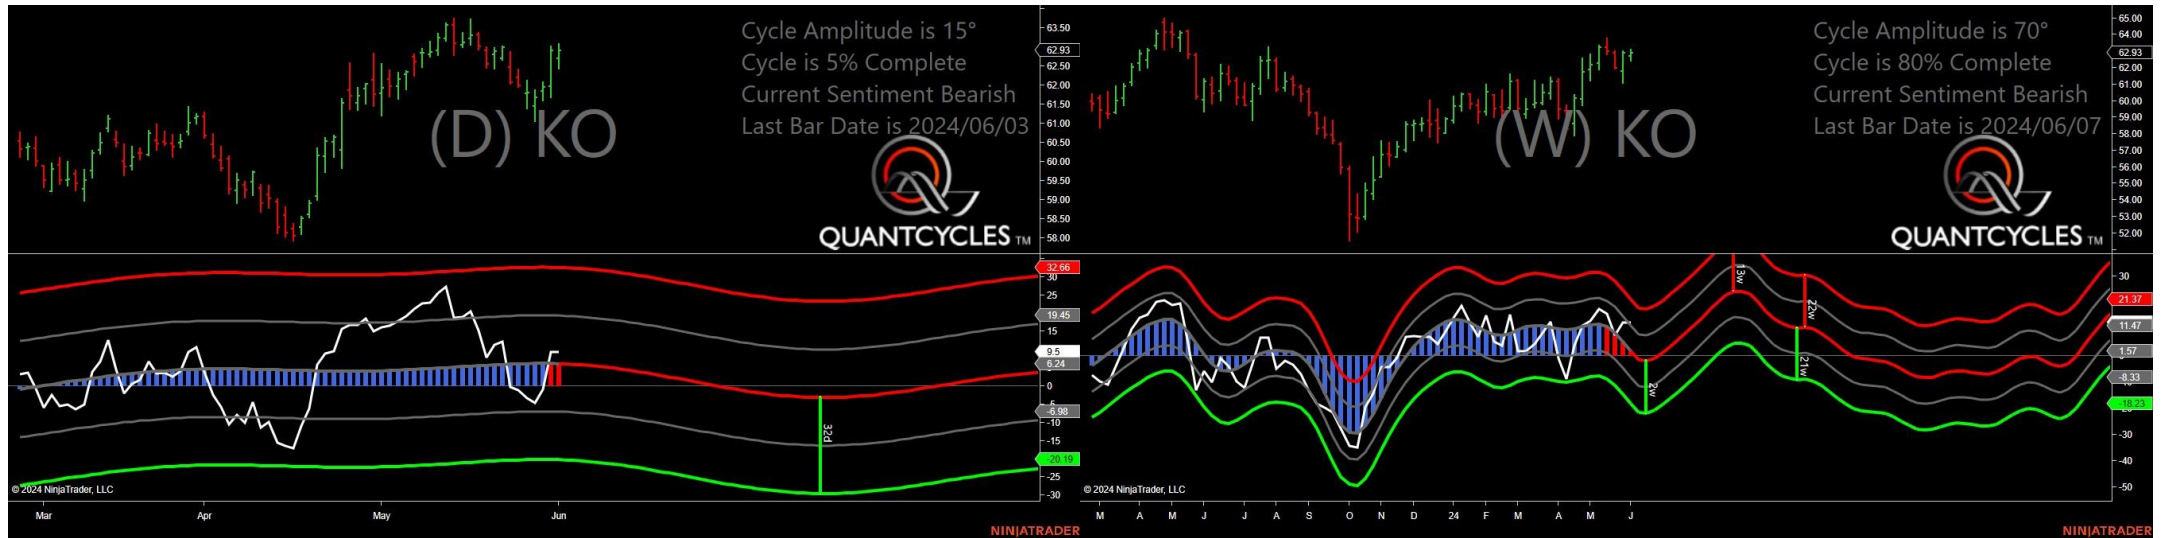 Cycle Amplitude is 15°
Cycle is 5% Complete
Current Sentiment Bearish
Last Bar Date is 2024/06/03
(D) KO
QUANTCYCLES TM
63.50
62.93
62.50
62.00
61.50
61.00
60.50
60.00
59.50
59.00
58.50
58.00
32.66
30
25
19.45
15
9.5
6.24
0
-5
-6.98
-10
-15
-20.19
-25
-30
32d
© 2024 NinjaTrader, LLC
Mar Apr May Jun
NINJATRADER
Cycle Amplitude is 70°
Cycle is 80% Complete
Current Sentiment Bearish
Last Bar Date is 2024/06/07
(W) KO
QUANTCYCLES TM
65.00
64.00
62.93
62.00
61.00
60.00
59.00
58.00
57.00
56.00
55.00
54.00
53.00
52.00
30
21.37
11.47
1.57
-8.33
-18.23
-30
-40
-50
2w
13w
22w
21w
© 2024 NinjaTrader, LLC
M A M J J A S O N D 24 F M A M J
NINJATRADER